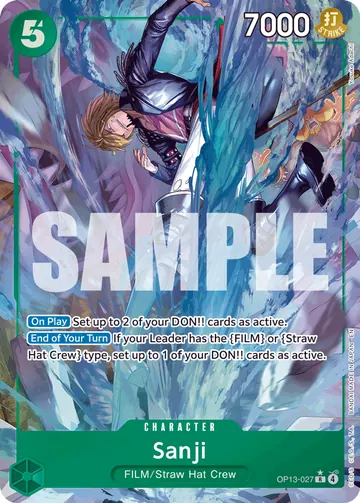 5
7000
打
STRIKE
SAMPLE
On Play Set up to 2 of your DON!! cards as active.
End of Your Turn If your Leader has the {FILM} or {Straw
Hat Crew} type, set up to 1 of your DON!! cards as active.
CHARACTER
Sanji
FILM/Straw Hat Crew
OP13-027 R 4